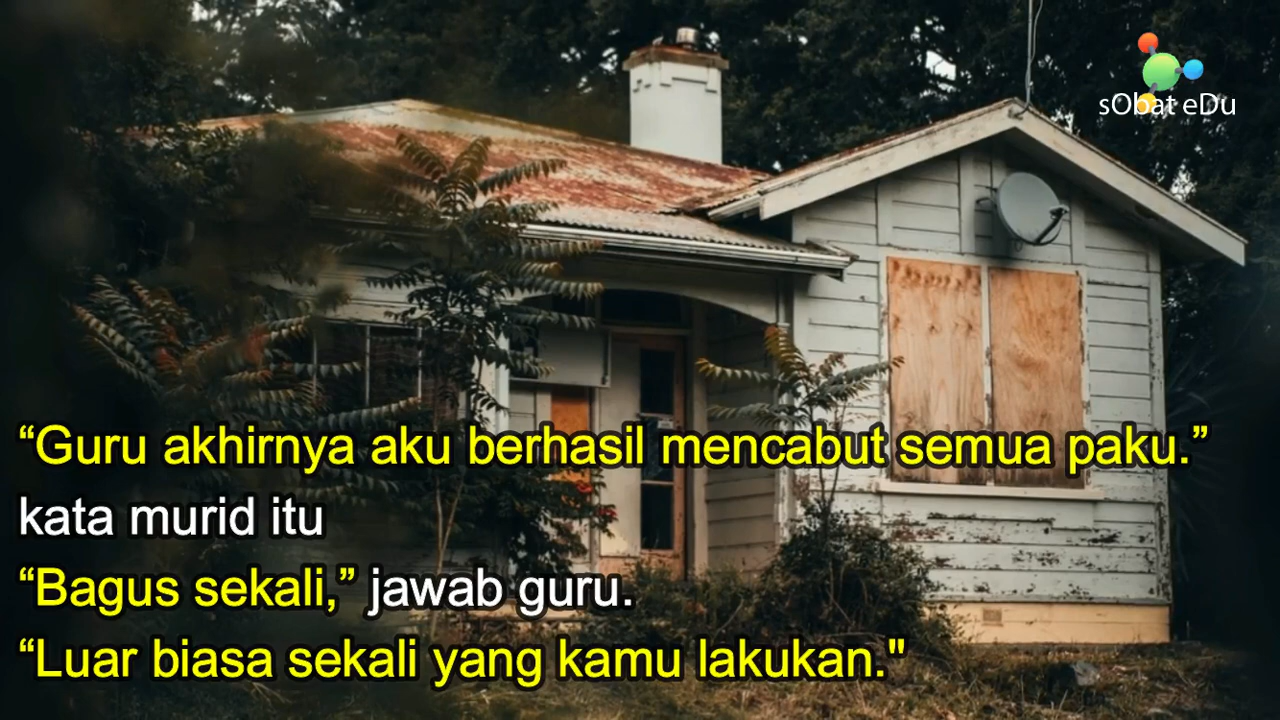 sObat eDu
“Guru akhirnya aku berhasil mencabut semua paku.”
kata murid itu
“Bagus sekali,” jawab guru.
“Luar biasa sekali yang kamu lakukan."